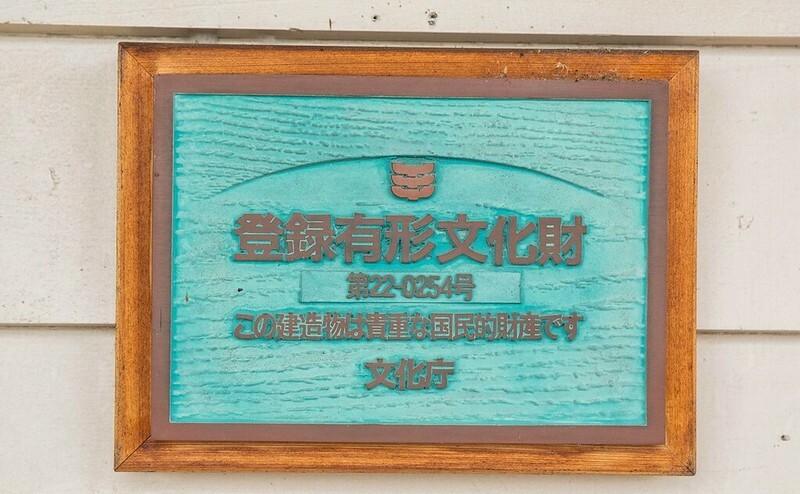 登録有形文化財
第22-0254号
この建造物は貴重な国民的財産です
文化庁